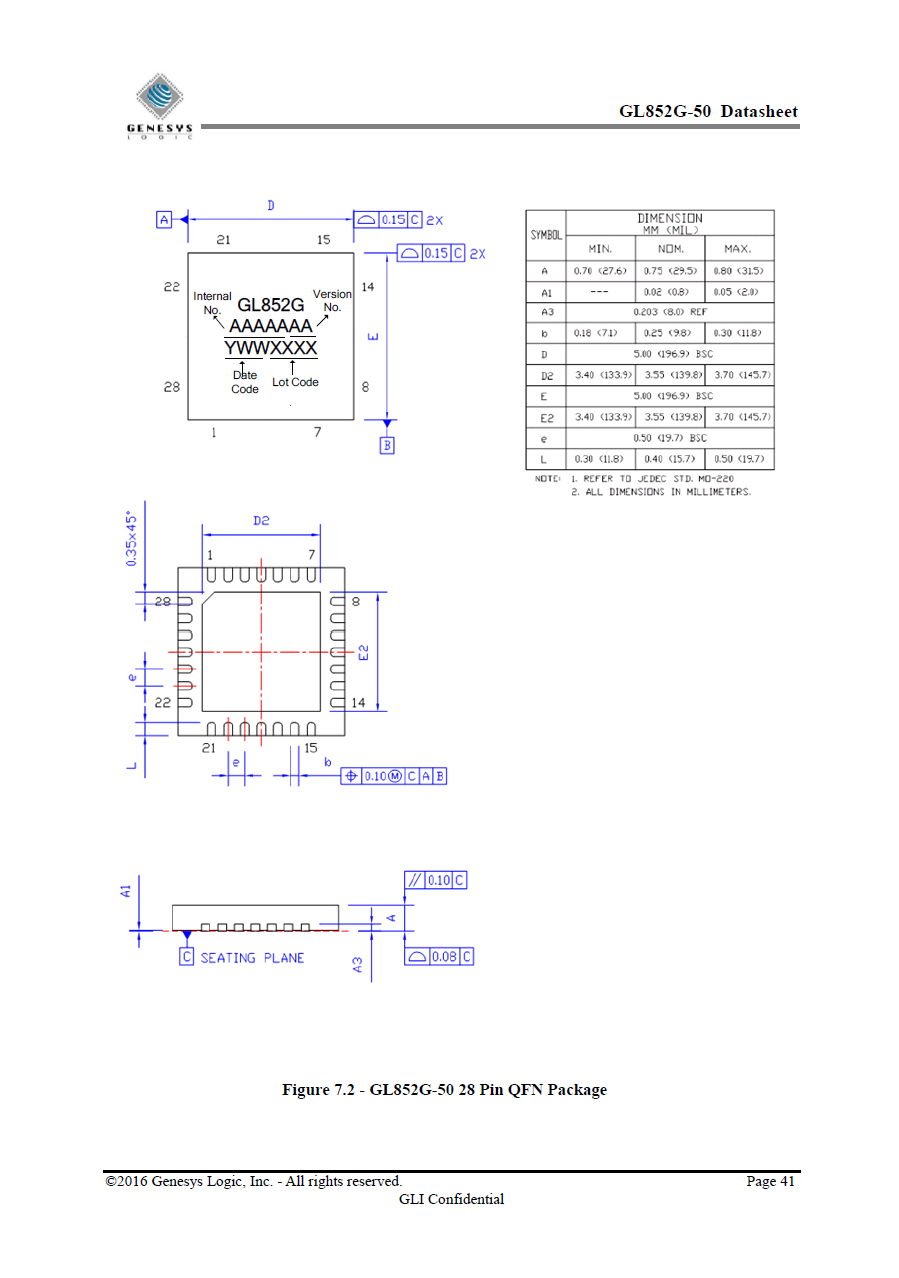 GENESYS
LOGIC
GL852G-50 Datasheet
D
A
0.15 C 2X
21 15
0.15 C 2X
22 14
Internal No.
Version No.
GL852G
AAAAAAA
YWWXXXX
Date Code
Lot Code
E
28 8
1 7
B
SYMBOL DIMENSION MM (MIL)
MIN. NOM. MAX.
A 0.70 (27.6) 0.75 (29.5) 0.80 (31.5)
A1 --- 0.02 (0.8) 0.05 (2.0)
A3 0.203 (8.0) REF
b 0.18 (7.1) 0.25 (9.8) 0.30 (11.8)
D 5.00 (196.9) BSC
D2 3.40 (133.9) 3.55 (139.8) 3.70 (145.7)
E 5.00 (196.9) BSC
E2 3.40 (133.9) 3.55 (139.8) 3.70 (145.7)
e 0.50 (19.7) BSC
L 0.30 (11.8) 0.40 (15.7) 0.50 (19.7)
NOTE: 1. REFER TO JEDEC STD. MO-220
2. ALL DIMENSIONS IN MILLIMETERS.
0.35x45°
D2
1 7
28 8
E2
e
22 14
21 15
L
e
b
0.10 M C A B
A1
// 0.10 C
A
C SEATING PLANE
A3
0.08 C
Figure 7.2 - GL852G-50 28 Pin QFN Package
©2016 Genesys Logic, Inc. - All rights reserved. Page 41
GLI Confidential